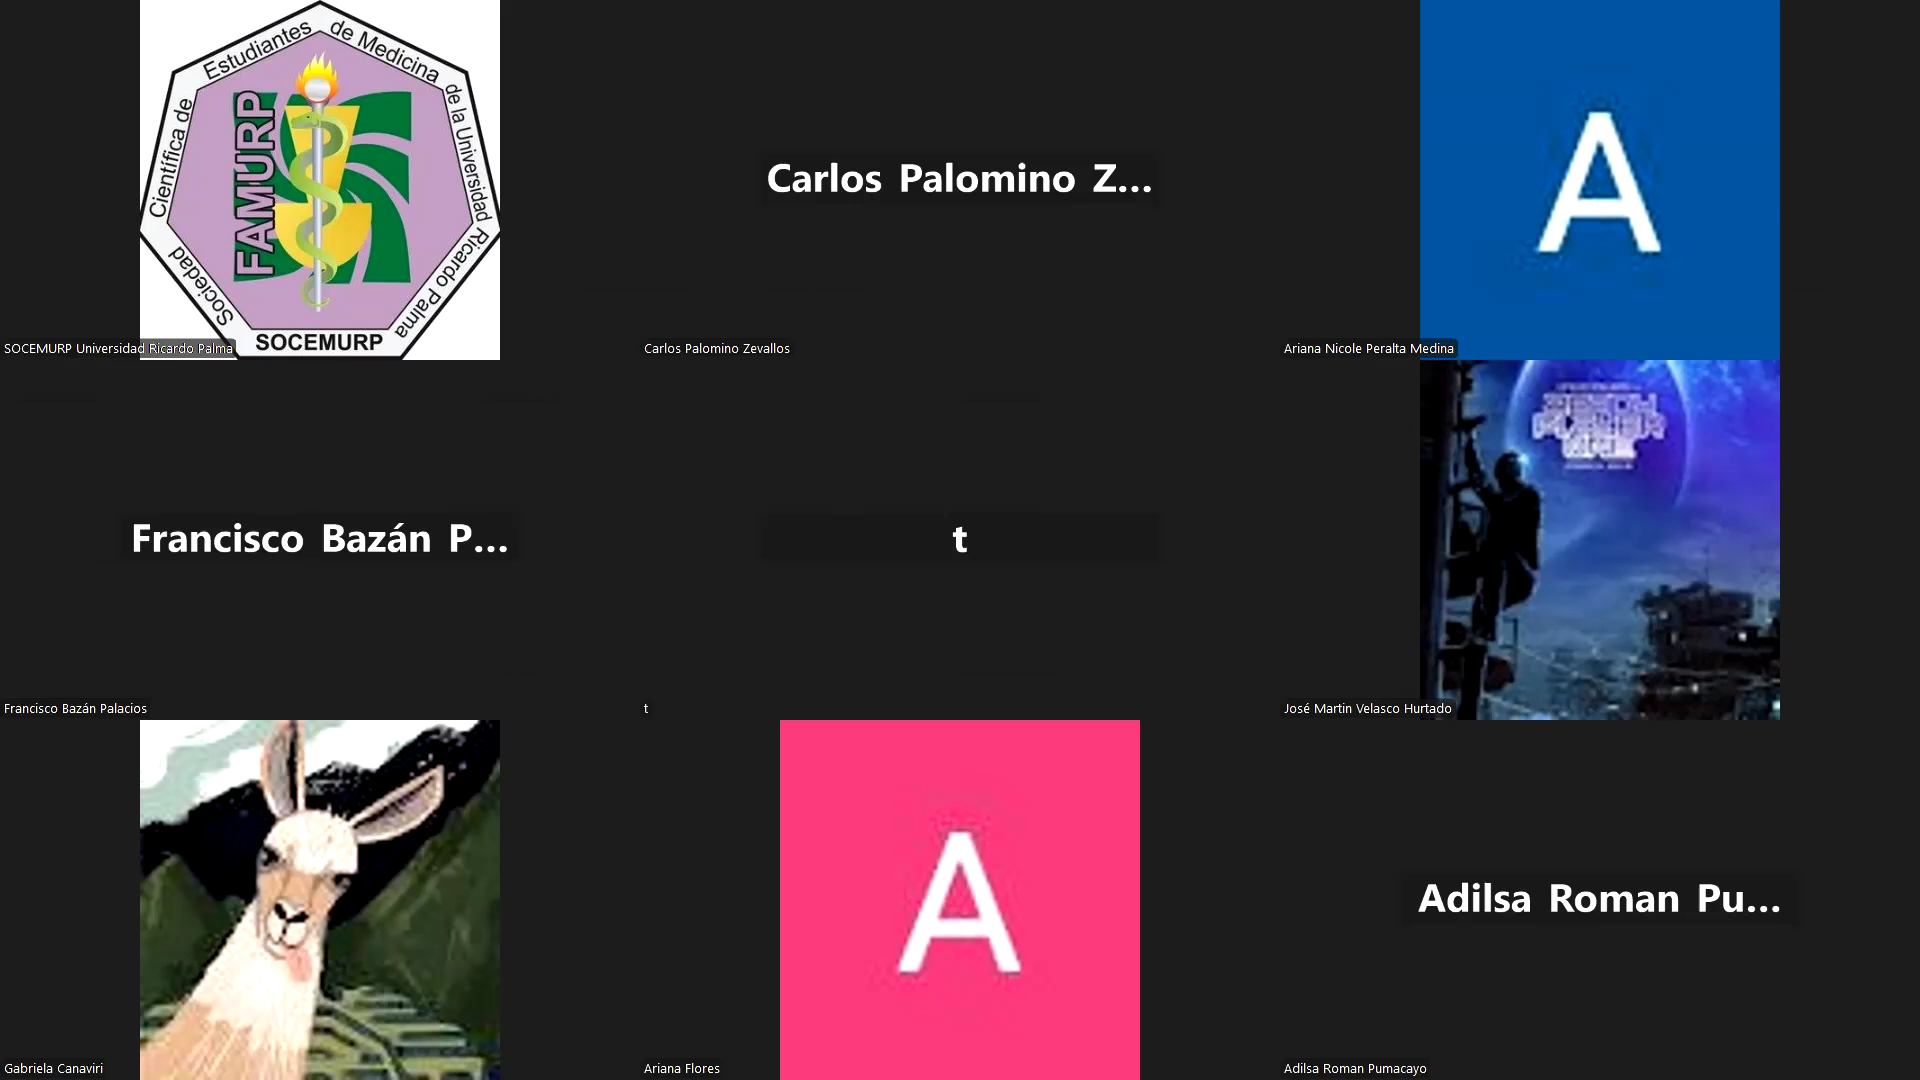 Sociedad Científica de Estudiantes de Medicina de la Universidad Ricardo Palma
FAMURP
SOCEMURP
SOCEMURP Universidad Ricardo Palma
Carlos Palomino Z...
Carlos Palomino Zevallos
A
Ariana Nicole Peralta Medina
Francisco Bazán P...
Francisco Bazán Palacios
t
t
José Martin Velasco Hurtado
Gabriela Canaviri
A
Ariana Flores
Adilsa Roman Pu...
Adilsa Roman Pumacayo